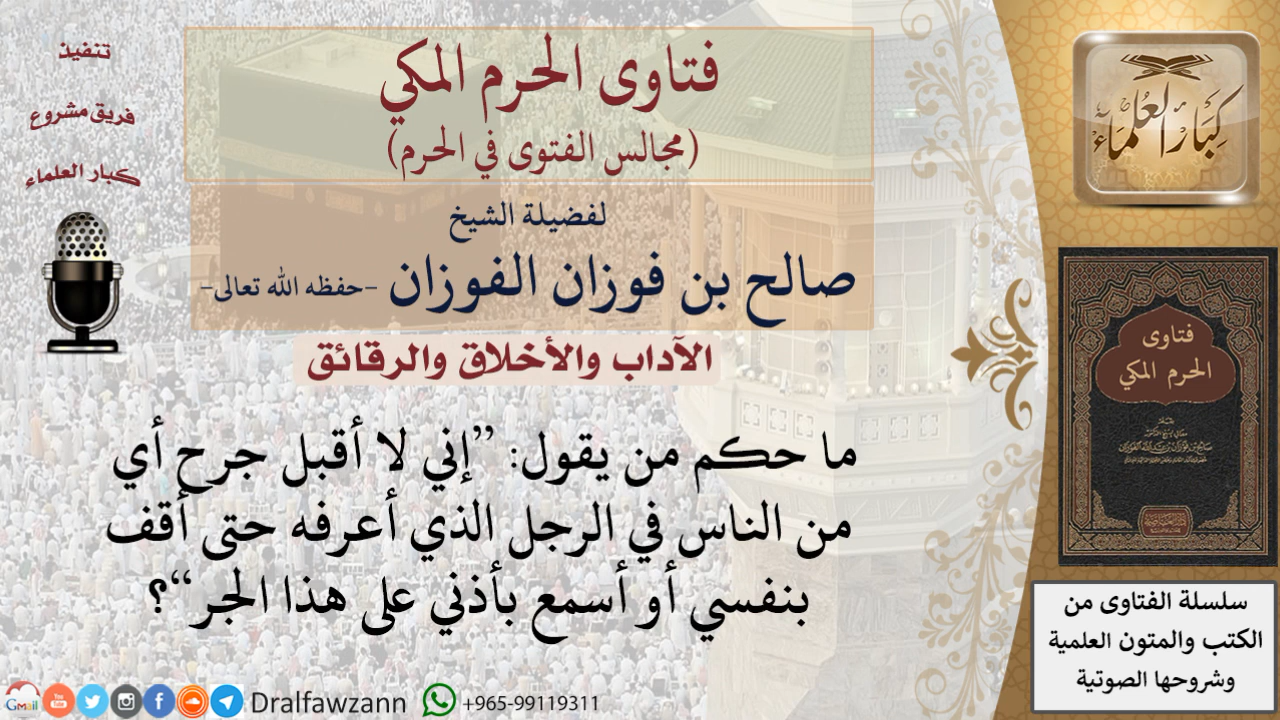 فتاوى الحرم المكي
(مجالس الفتوى في الحرم)
لفضيلة الشيخ
صالح بن فوزان الفوزان -حفظه الله تعالى-
الآداب والأخلاق والرقائق
ما حكم من يقول: ”إني لا أقبل جرح أي
من الناس في الرجل الذي أعرفه حتى أقف
بنفسي أو أسمع بأذني على هذا الجر“؟
تنفيذ
فريق مشروع
كبار العلماء
كبار العلماء
فتاوى
الحرم المكي
سلسلة الفتاوى من
الكتب والمتون العلمية
وشروحها الصوتية
Gmail
You Tube
Dralfawzann
+965-99119311